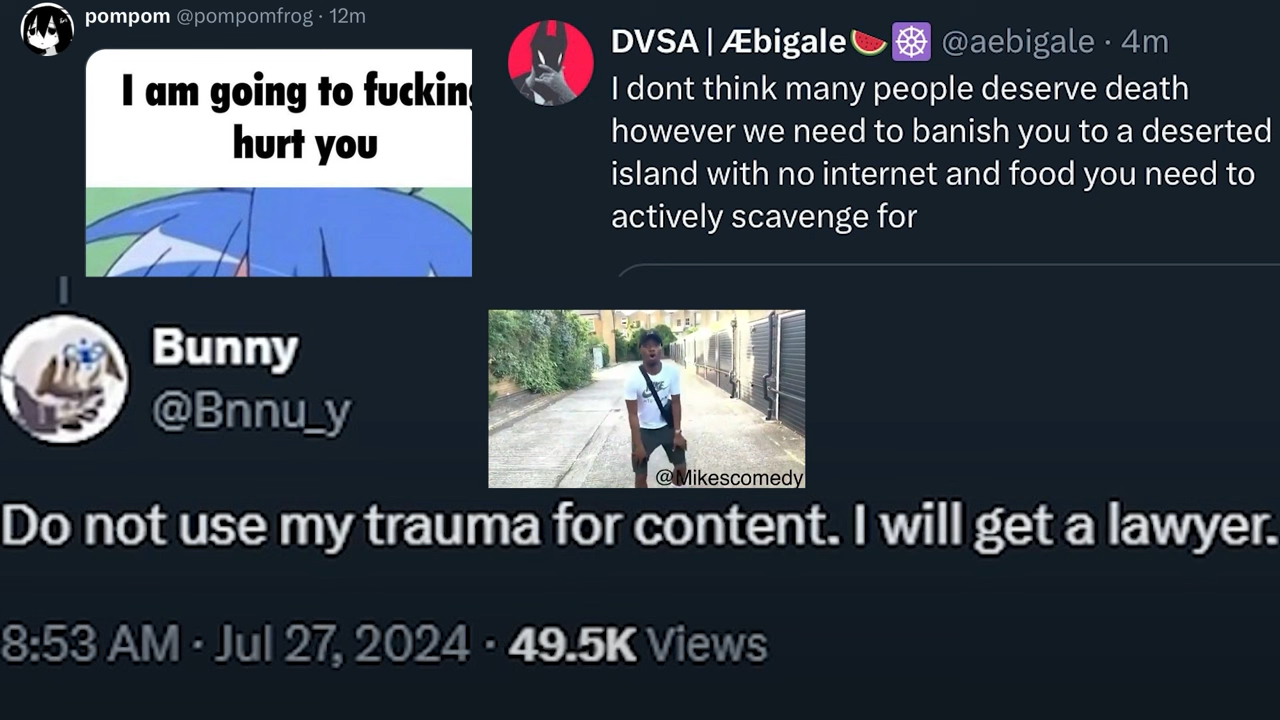 pompom @pompomfrog · 12m
I am going to fucking
hurt you
DVSA | Æbigale🍉☸️ @aebigale · 4m
I dont think many people deserve death
however we need to banish you to a deserted
island with no internet and food you need to
actively scavenge for
Bunny
@Bnnu_y
NIKE
@Mikescomedy
Do not use my trauma for content. I will get a lawyer.
8:53 AM · Jul 27, 2024 · 49.5K Views